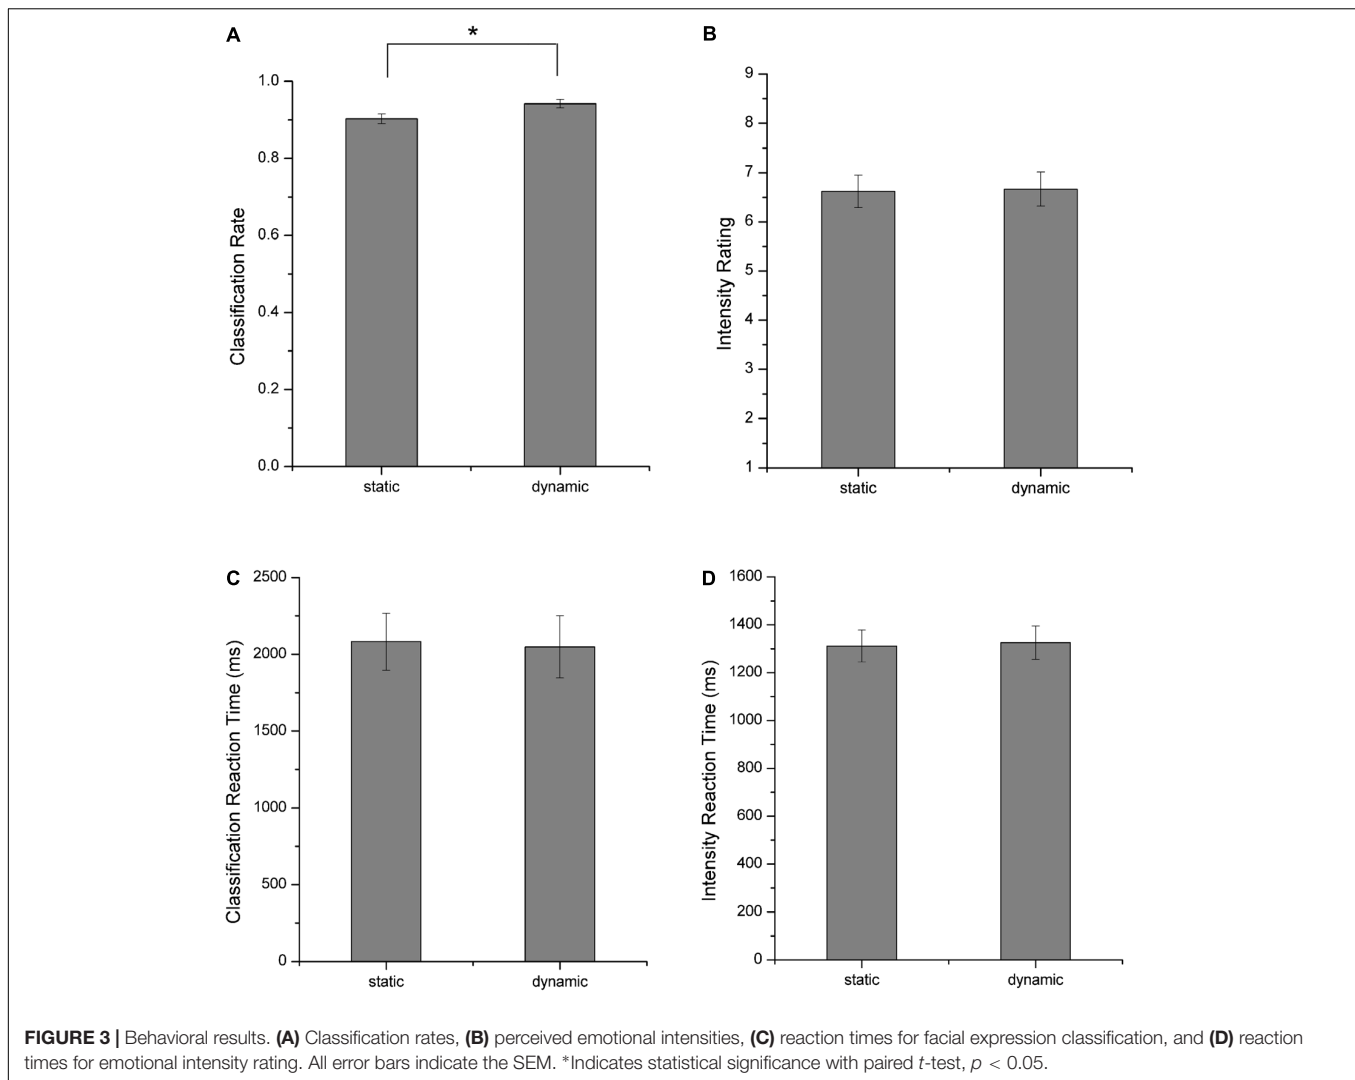 A
*
1.0
0.8
0.6
0.4
0.2
0.0
Classification Rate
static dynamic
B
9
8
7
6
5
4
3
2
1
Intensity Rating
static dynamic
C
2500
2000
1500
1000
500
0
Classification Reaction Time (ms)
static dynamic
D
1600
1400
1200
1000
800
600
400
200
0
Intensity Reaction Time (ms)
static dynamic
FIGURE 3 | Behavioral results. (A) Classification rates, (B) perceived emotional intensities, (C) reaction times for facial expression classification, and (D) reaction
times for emotional intensity rating. All error bars indicate the SEM. *Indicates statistical significance with paired t-test, p < 0.05.